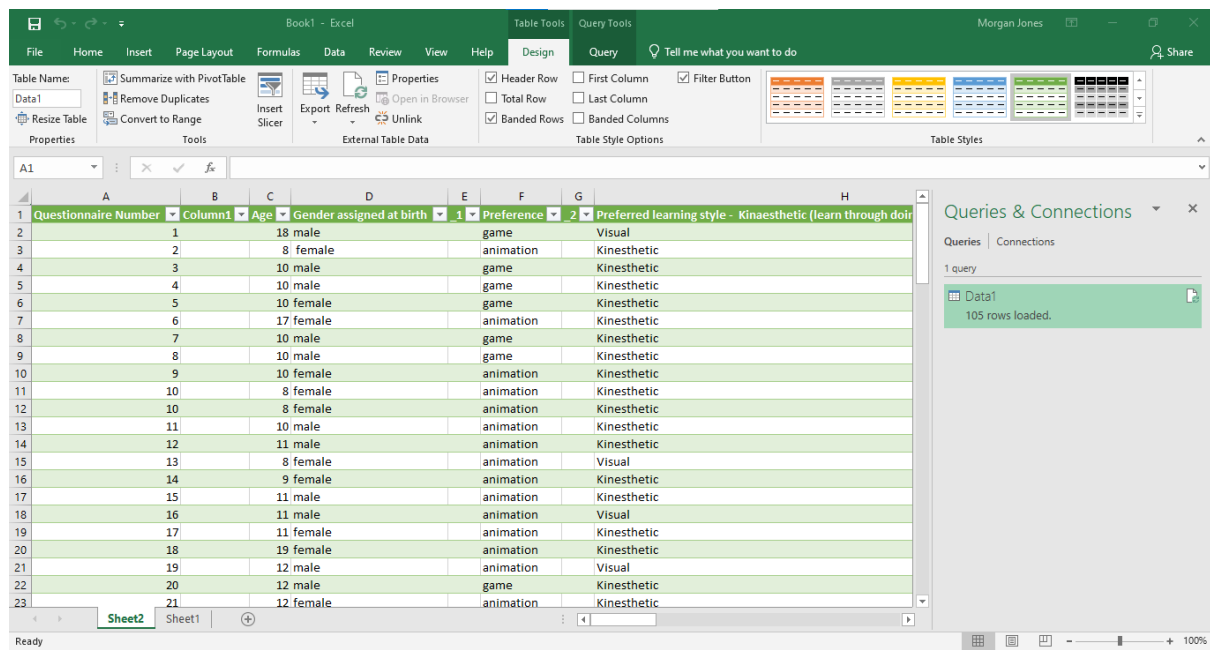 Book1 - Excel Table Tools Query Tools Morgan Jones
File Home Insert Page Layout Formulas Data Review View Help Design Query Tell me what you want to do Share
Table Name:
Data1
Resize Table
Properties
Summarize with PivotTable
Remove Duplicates
Convert to Range
Tools
Insert
Slicer
Export Refresh
Properties
Open in Browser
Unlink
External Table Data
Header Row First Column Filter Button
Total Row Last Column
Banded Rows Banded Columns
Table Style Options
Table Styles
A1 fx
A B C D E F G H
1 Questionnaire Number Column1 Age Gender assigned at birth _1 Preference _2 Preferred learning style - Kinaesthetic (learn through doin
2 1 18 male game Visual
3 2 8 female animation Kinesthetic
4 3 10 male game Kinesthetic
5 4 10 male game Kinesthetic
6 5 10 female game Kinesthetic
7 6 17 female animation Kinesthetic
8 7 10 male game Kinesthetic
9 8 10 male game Kinesthetic
10 9 10 female animation Kinesthetic
11 10 8 female animation Kinesthetic
12 10 8 female animation Kinesthetic
13 11 10 male animation Kinesthetic
14 12 11 male animation Kinesthetic
15 13 8 female animation Visual
16 14 9 female animation Kinesthetic
17 15 11 male animation Kinesthetic
18 16 11 male animation Visual
19 17 11 female animation Kinesthetic
20 18 19 female animation Kinesthetic
21 19 12 male animation Visual
22 20 12 male game Kinesthetic
23 21 12 female animation Kinesthetic
Queries & Connections
Queries Connections
1 query
Data1
105 rows loaded.
Sheet2 Sheet1
Ready 100%